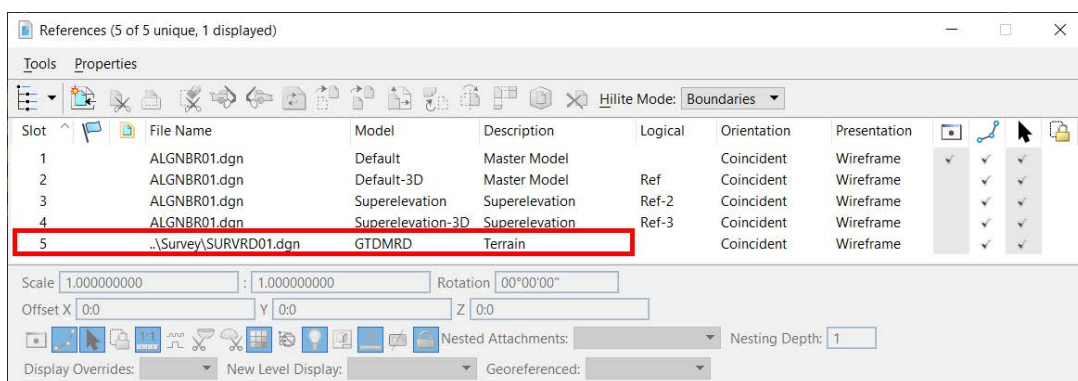 References (5 of 5 unique, 1 displayed)
Tools Properties
Hilite Mode: Boundaries
Slot File Name Model Description Logical Orientation Presentation
1 ALGNBR01.dgn Default Master Model Coincident Wireframe
2 ALGNBR01.dgn Default-3D Master Model Ref Coincident Wireframe
3 ALGNBR01.dgn Superelevation Superelevation Ref-2 Coincident Wireframe
4 ALGNBR01.dgn Superelevation-3D Superelevation Ref-3 Coincident Wireframe
5 ..\Survey\SURVRD01.dgn GTDMRD Terrain Coincident Wireframe
Scale 1.000000000 : 1.000000000 Rotation 00°00'00"
Offset X 0:0 Y 0:0 Z 0:0
1:1 Nested Attachments: Nesting Depth: 1
Display Overrides: New Level Display: Georeferenced: